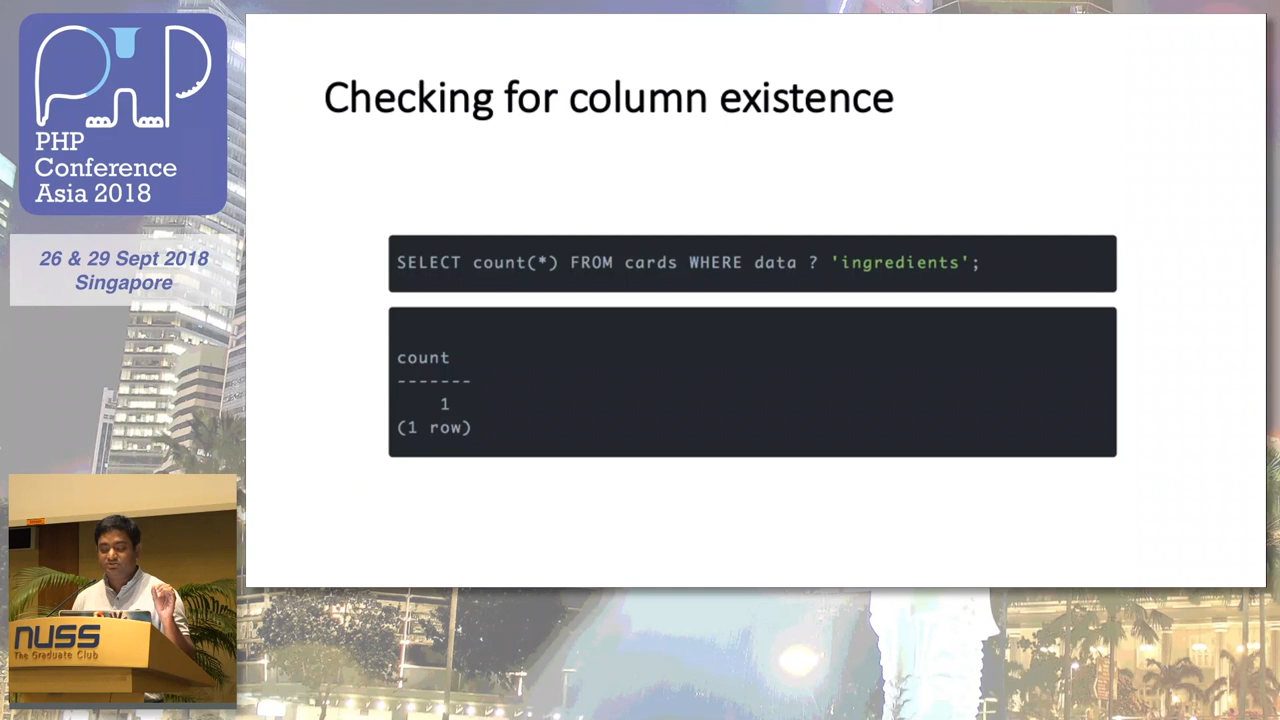 PHP
Conference
Asia 2018
26 & 29 Sept 2018
Singapore
Checking for column existence
SELECT count(*) FROM cards WHERE data ? 'ingredients';
count
-------
1
(1 row)
NUSS
The Graduate Club